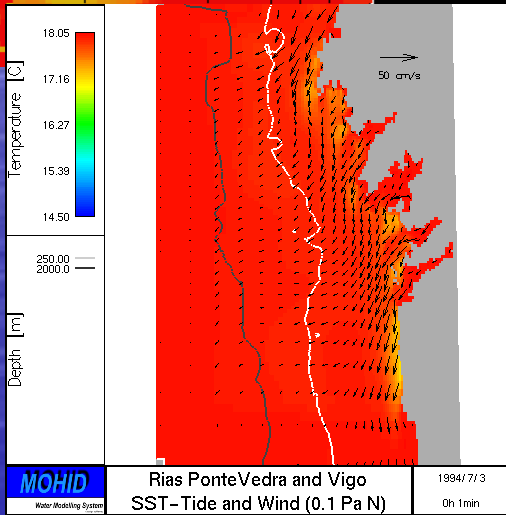 Temperature [C]
18.05
17.16
16.27
15.39
14.50
50 cm/s
Depth [m]
250.00
2000.0
MOHID
Water Modelling System
Rias PonteVedra and Vigo
SST-Tide and Wind (0.1 Pa N)
1994/7/3
0h 1min